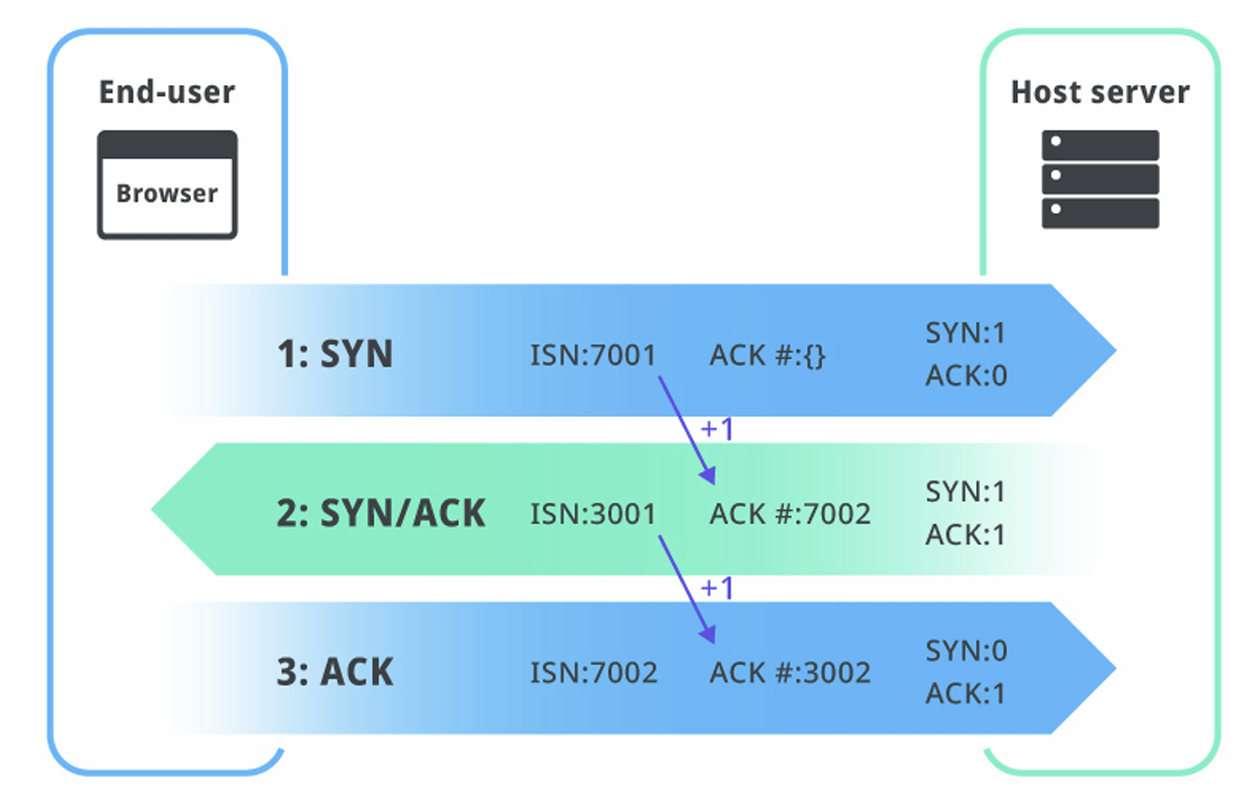 End-user
Browser
Host server
1: SYN
ISN:7001
ACK #:{}
SYN:1
ACK:0
+1
2: SYN/ACK
ISN:3001
ACK #:7002
SYN:1
ACK:1
+1
3: ACK
ISN:7002
ACK #:3002
SYN:0
ACK:1